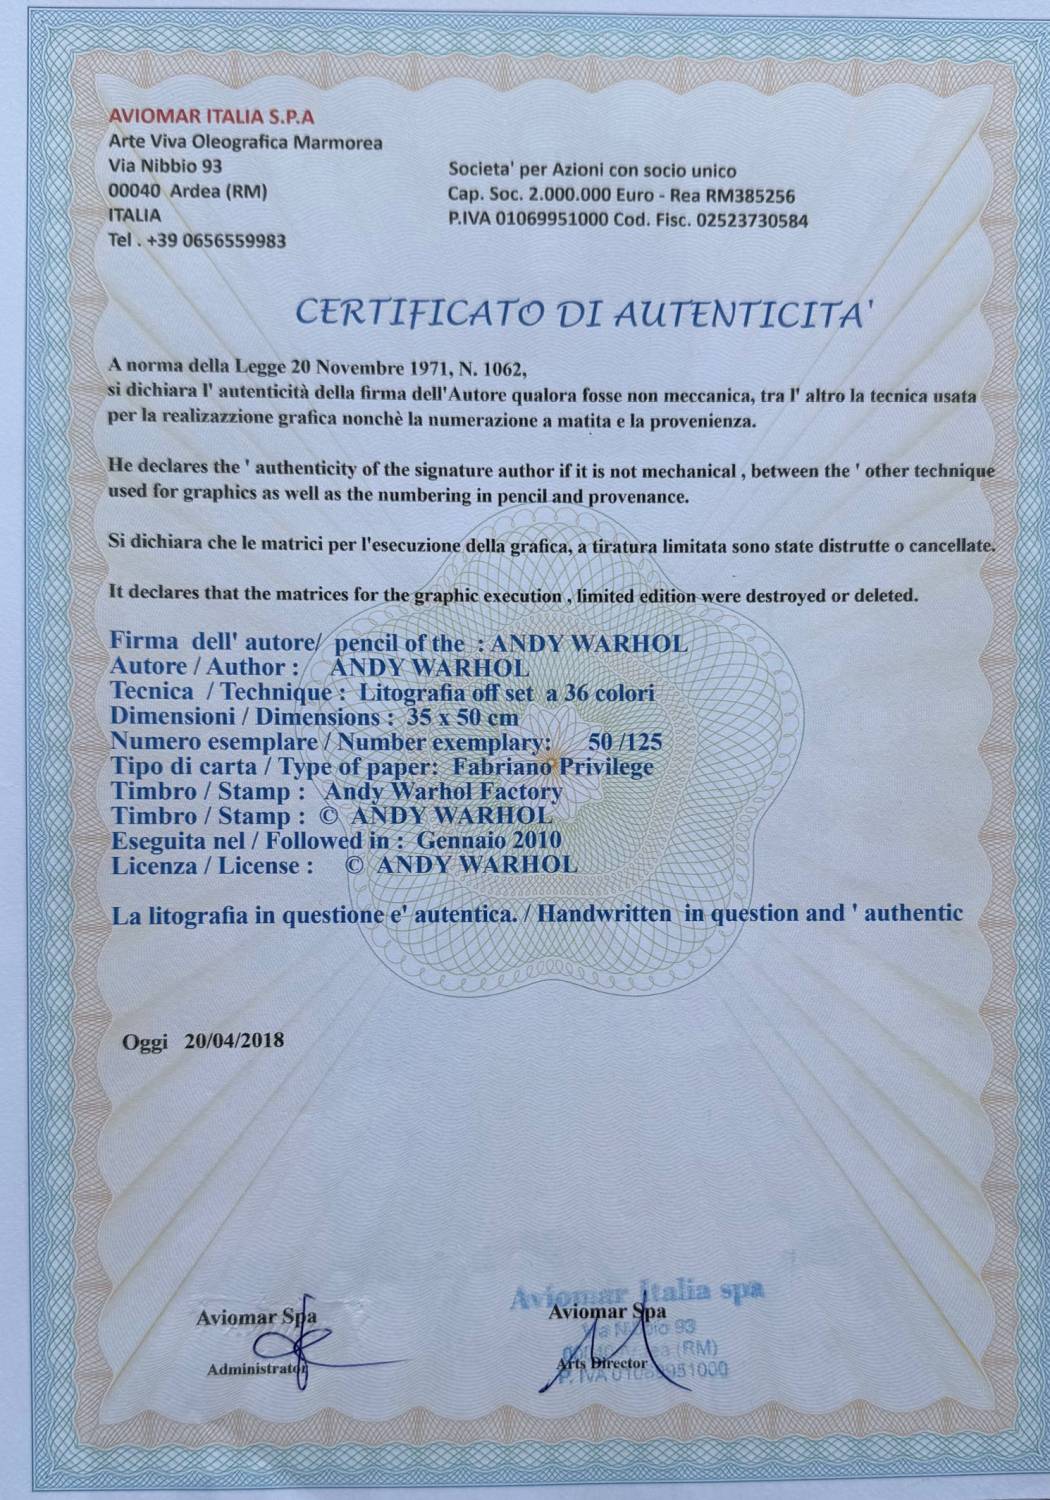 AVIOMAR ITALIA S.P.A
Arte Viva Oleografica Marmorea
Via Nibbio 93
00040 Ardea (RM)
ITALIA
Tel . +39 0656559983
Societa' per Azioni con socio unico
Cap. Soc. 2.000.000 Euro - Rea RM385256
P.IVA 01069951000 Cod. Fisc. 02523730584
CERTIFICATO DI AUTENTICITA'
A norma della Legge 20 Novembre 1971, N. 1062,
si dichiara l' autenticità della firma dell'Autore qualora fosse non meccanica, tra l' altro la tecnica usata
per la realizazzione grafica nonchè la numerazione a matita e la provenienza.
He declares the ' authenticity of the signature author if it is not mechanical , between the ' other technique
used for graphics as well as the numbering in pencil and provenance.
Si dichiara che le matrici per l'esecuzione della grafica, a tiratura limitata sono state distrutte o cancellate.
It declares that the matrices for the graphic execution , limited edition were destroyed or deleted.
Firma dell' autore/ pencil of the : ANDY WARHOL
Autore / Author : ANDY WARHOL
Tecnica / Technique : Litografia off set a 36 colori
Dimensioni / Dimensions : 35 x 50 cm
Numero esemplare / Number exemplary: 50 /125
Tipo di carta / Type of paper: Fabriano Privilege
Timbro / Stamp : Andy Warhol Factory
Timbro / Stamp : © ANDY WARHOL
Eseguita nel / Followed in : Gennaio 2010
Licenza / License : © ANDY WARHOL
La litografia in questione e' autentica. / Handwritten in question and ' authentic
Oggi 20/04/2018
Aviomar Spa
Administrator
Aviomar Italia spa
Aviomar Spa
Via Nibbio 93
(RM)
Arts Director
P. IVA 01069951000